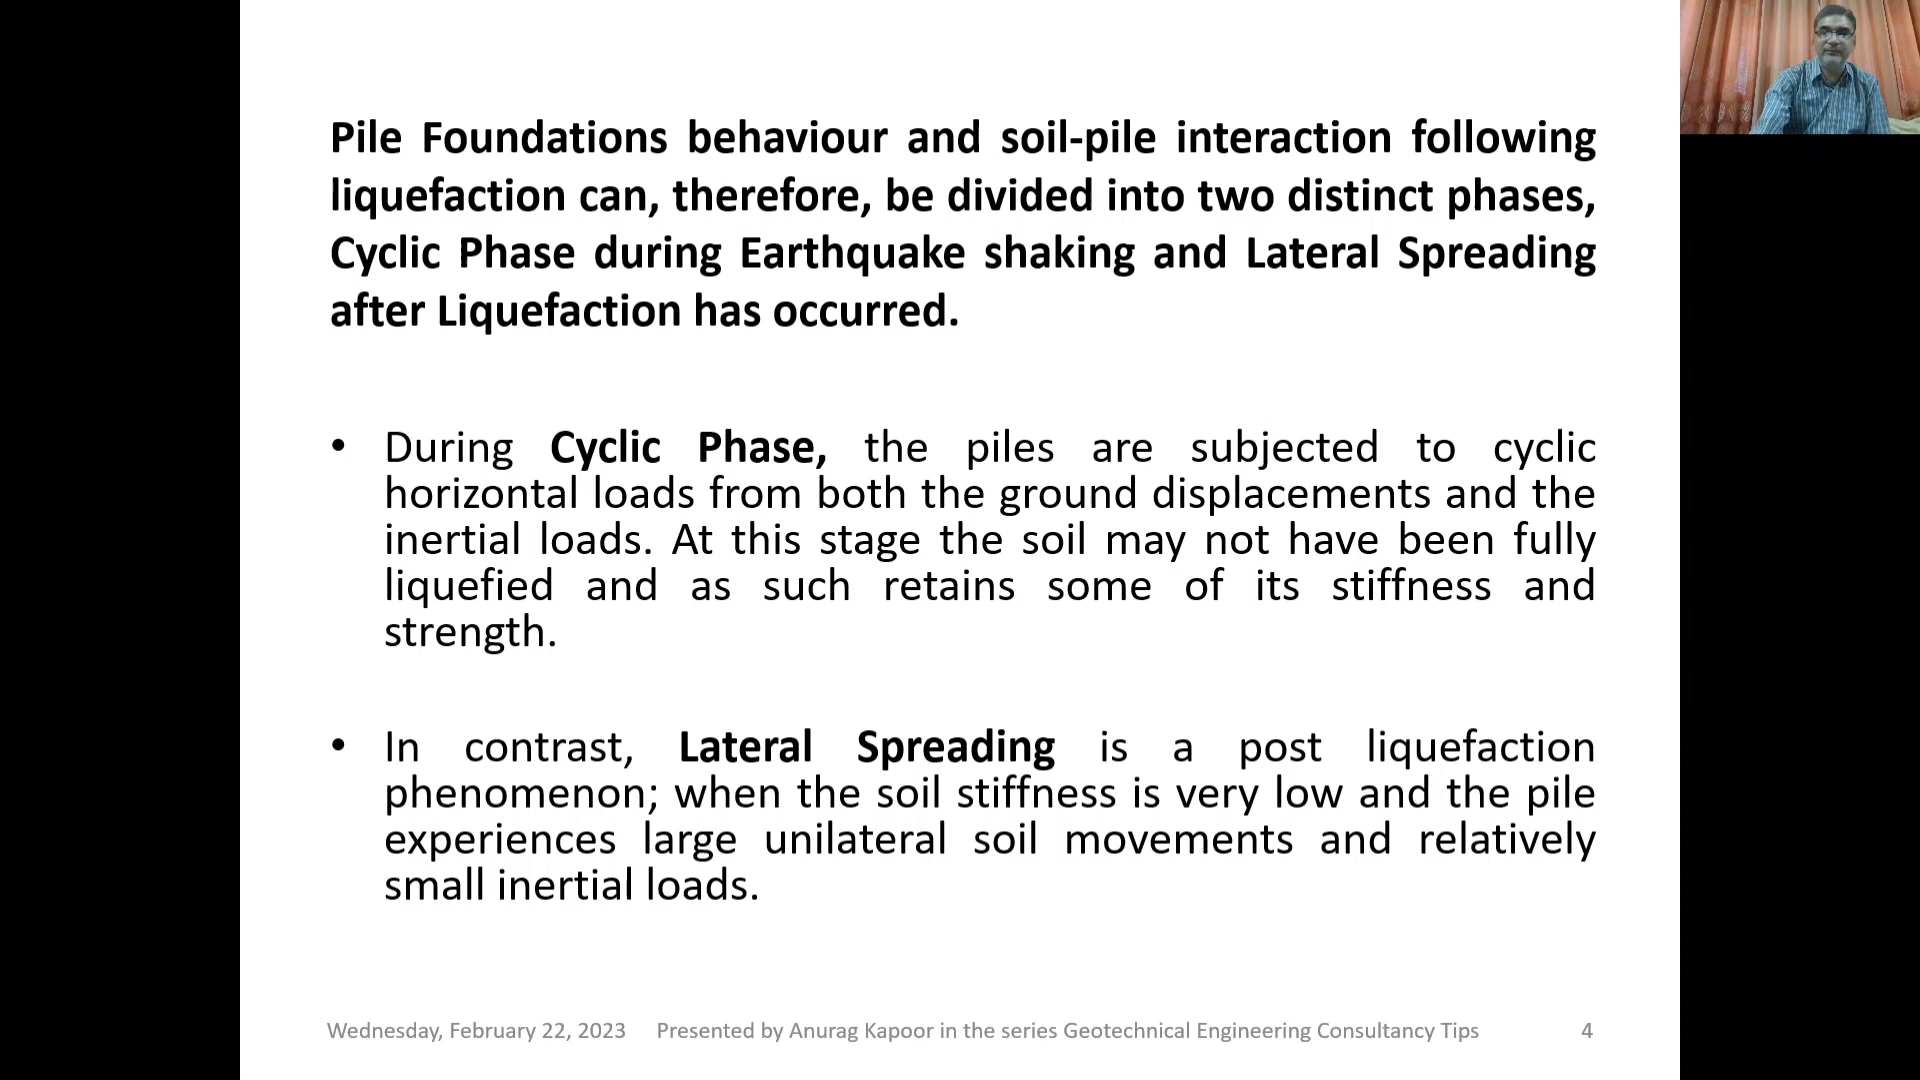 Pile Foundations behaviour and soil-pile interaction following
liquefaction can, therefore, be divided into two distinct phases,
Cyclic Phase during Earthquake shaking and Lateral Spreading
after Liquefaction has occurred.
• During Cyclic Phase, the piles are subjected to cyclic
horizontal loads from both the ground displacements and the
inertial loads. At this stage the soil may not have been fully
liquefied and as such retains some of its stiffness and
strength.
• In contrast, Lateral Spreading is a post liquefaction
phenomenon; when the soil stiffness is very low and the pile
experiences large unilateral soil movements and relatively
small inertial loads.
Wednesday, February 22, 2023 Presented by Anurag Kapoor in the series Geotechnical Engineering Consultancy Tips 4